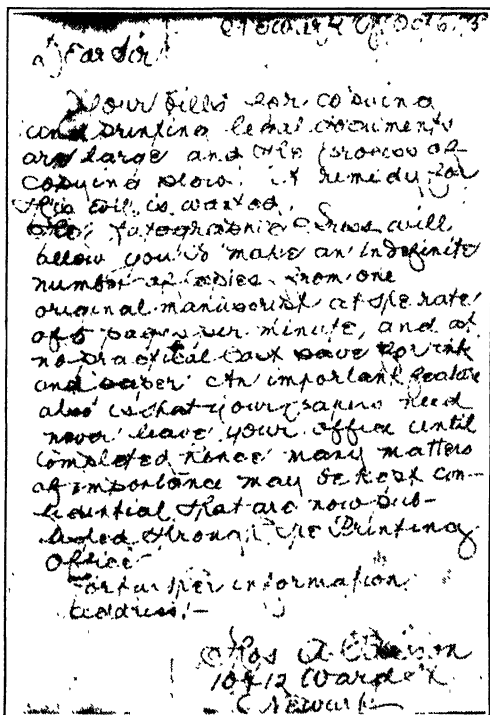 Newark Oct 6, 75
Dear Sir
Your bills for copying
and printing legal documents
are large and the process of
copying slow. A remedy for
this evil is wanted.
The Autographic Press will
allow you to make an indefinite
number of copies from one
original manuscript at the rate
of 5 pages per minute, and at
no practical cost save for ink
and paper An important feature
also is that your papers need
never leave your office until
completed hence many matters
of importance may be kept con-
fidential that are now
through the Printing
Office
For further information
address:—
Thos A Edison
10 & 12 Ward St
Newark